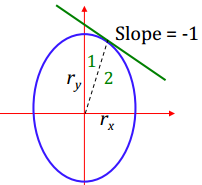 Slope = -1
1
r_y
2
r_x